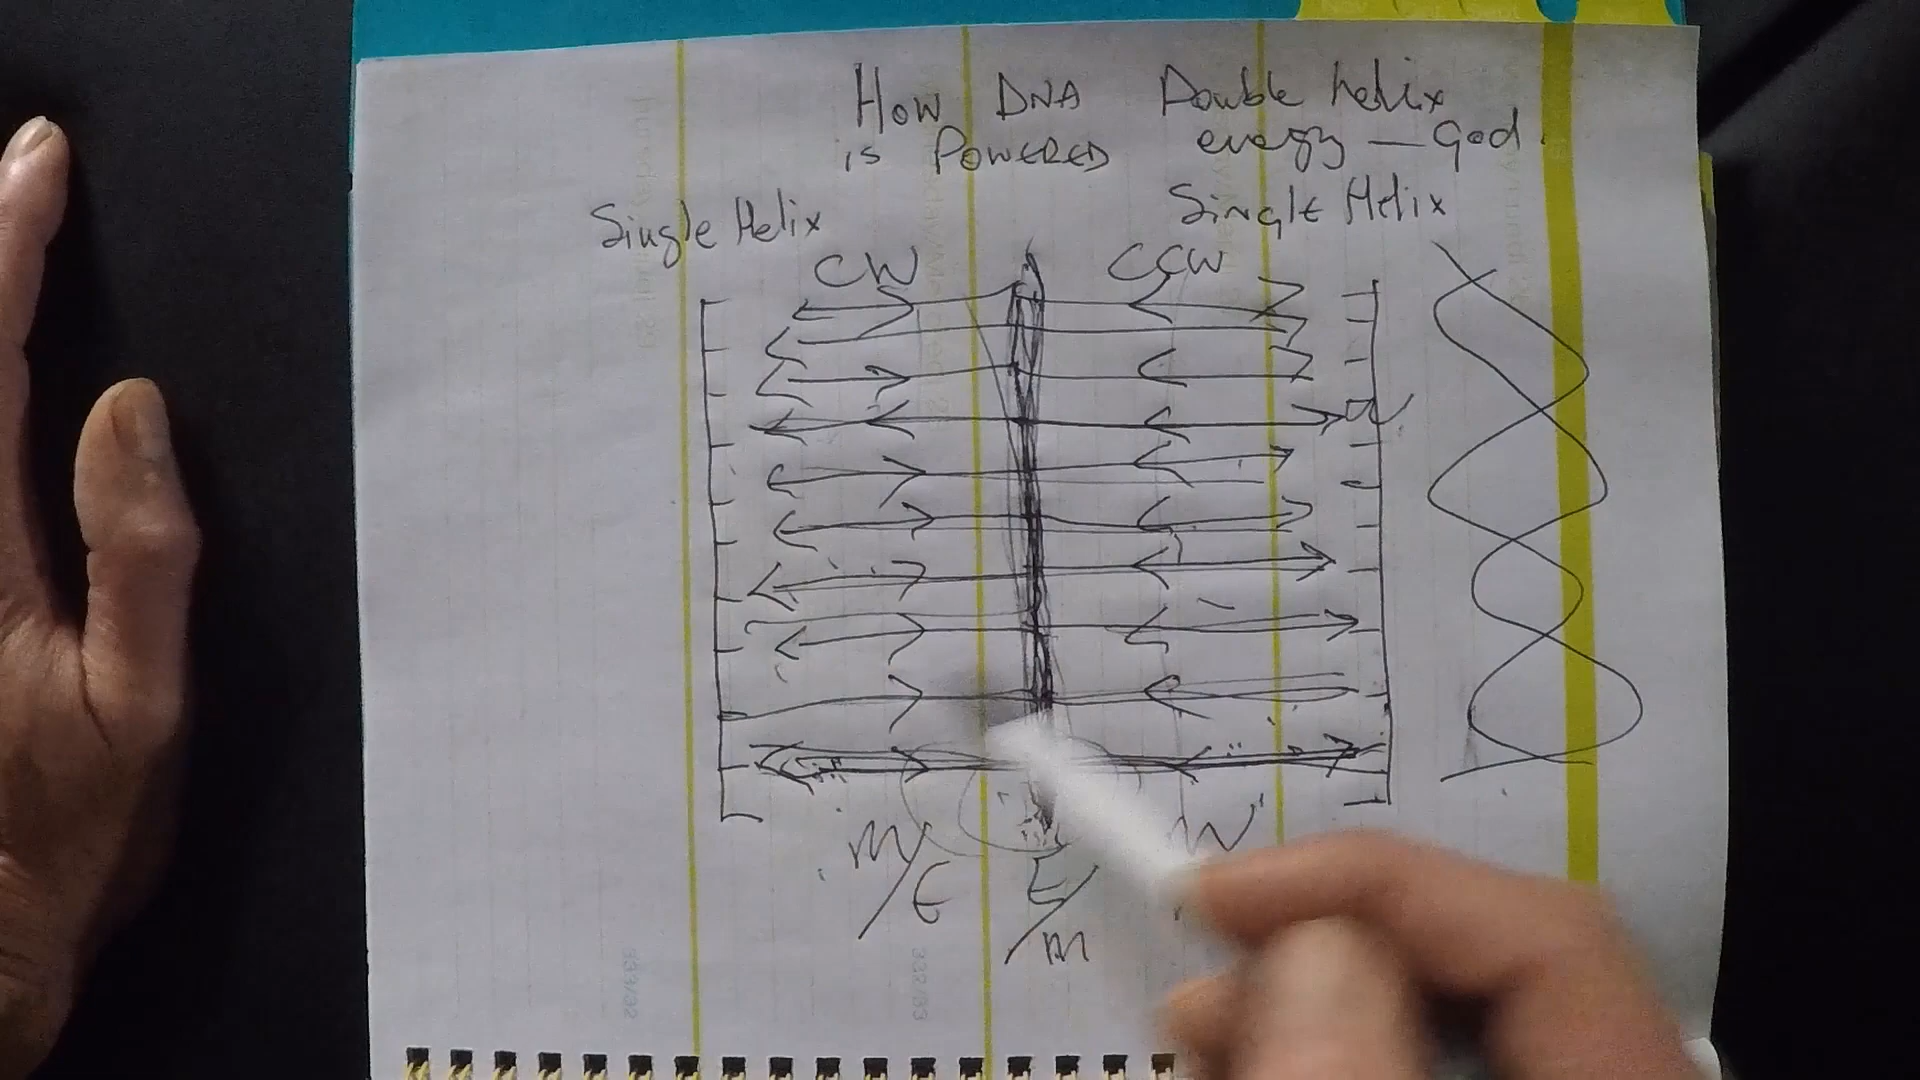 How DNA Double helix
is POWERED energy — God.
Single Helix
Single Helix
CW
CCW
M/E
E/m
W